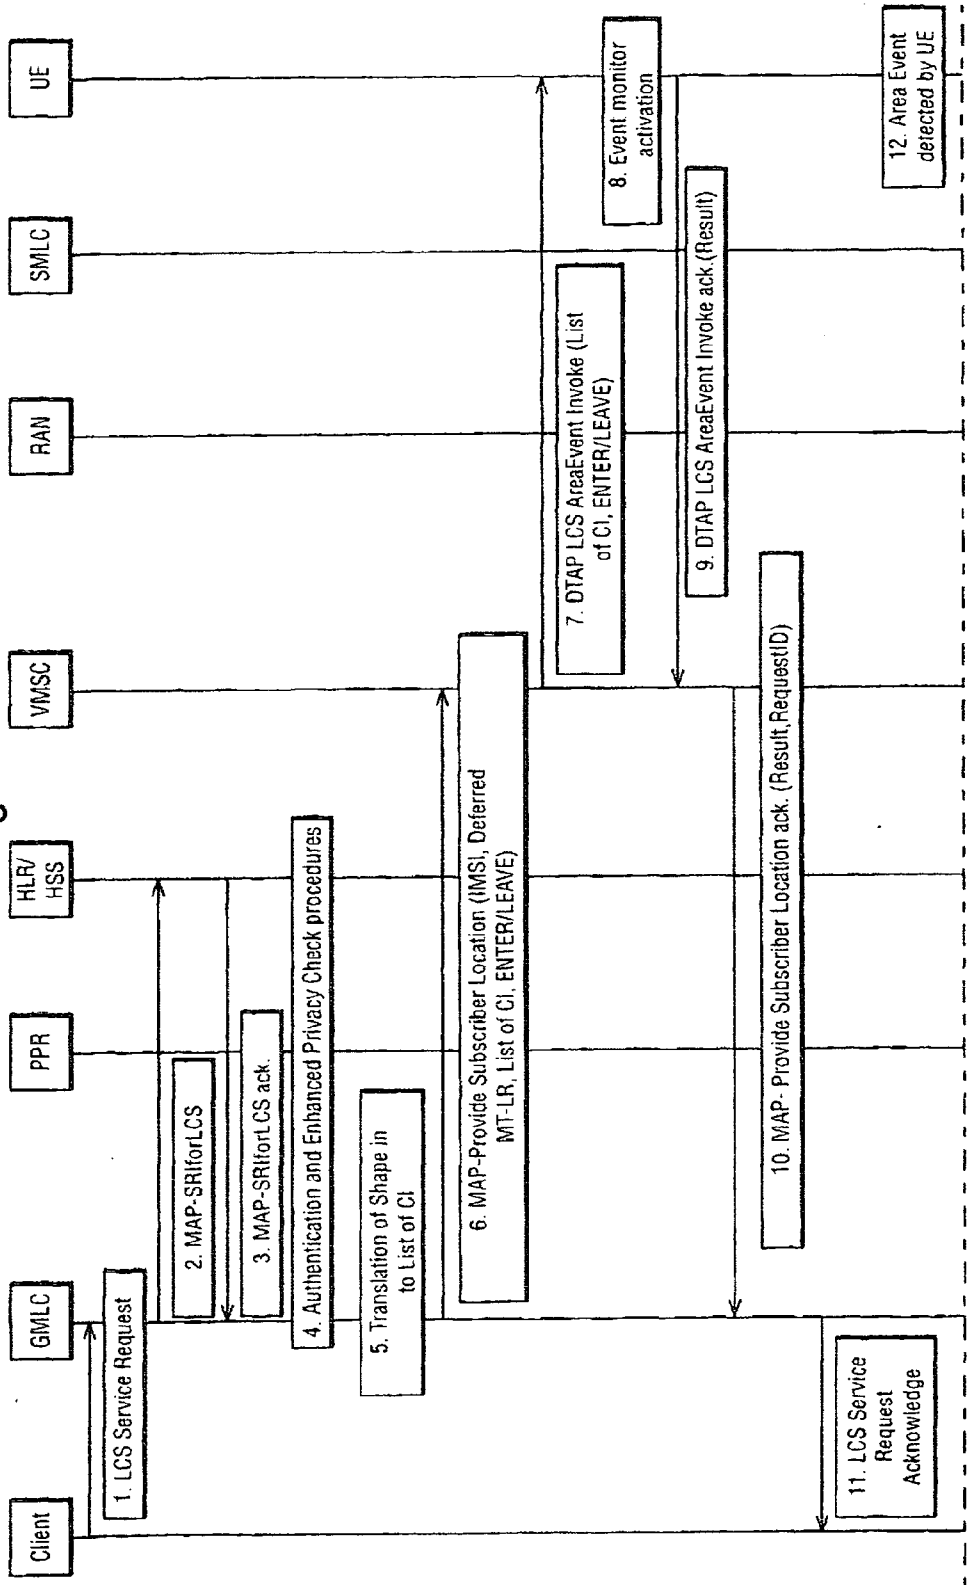 Client
GMLC
PPR
HLR/
HSS
VMSC
RAN
SMLC
UE
1. LCS Service Request
2. MAP-SRIforLCS
3. MAP-SRIforLCS ack.
4. Authentication and Enhanced Privacy Check procedures
5. Translation of Shape in
to List of CI
6. MAP-Provide Subscriber Location (IMSI, Deferred
MT-LR, List of CI, ENTER/LEAVE)
7. DTAP LCS AreaEvent Invoke (List
of CI, ENTER/LEAVE)
8. Event monitor
activation
9. DTAP LCS AreaEvent Invoke ack.(Result)
10. MAP- Provide Subscriber Location ack. (Result,RequestID)
11. LCS Service
Request
Acknowledge
12. Area Event
detected by UE